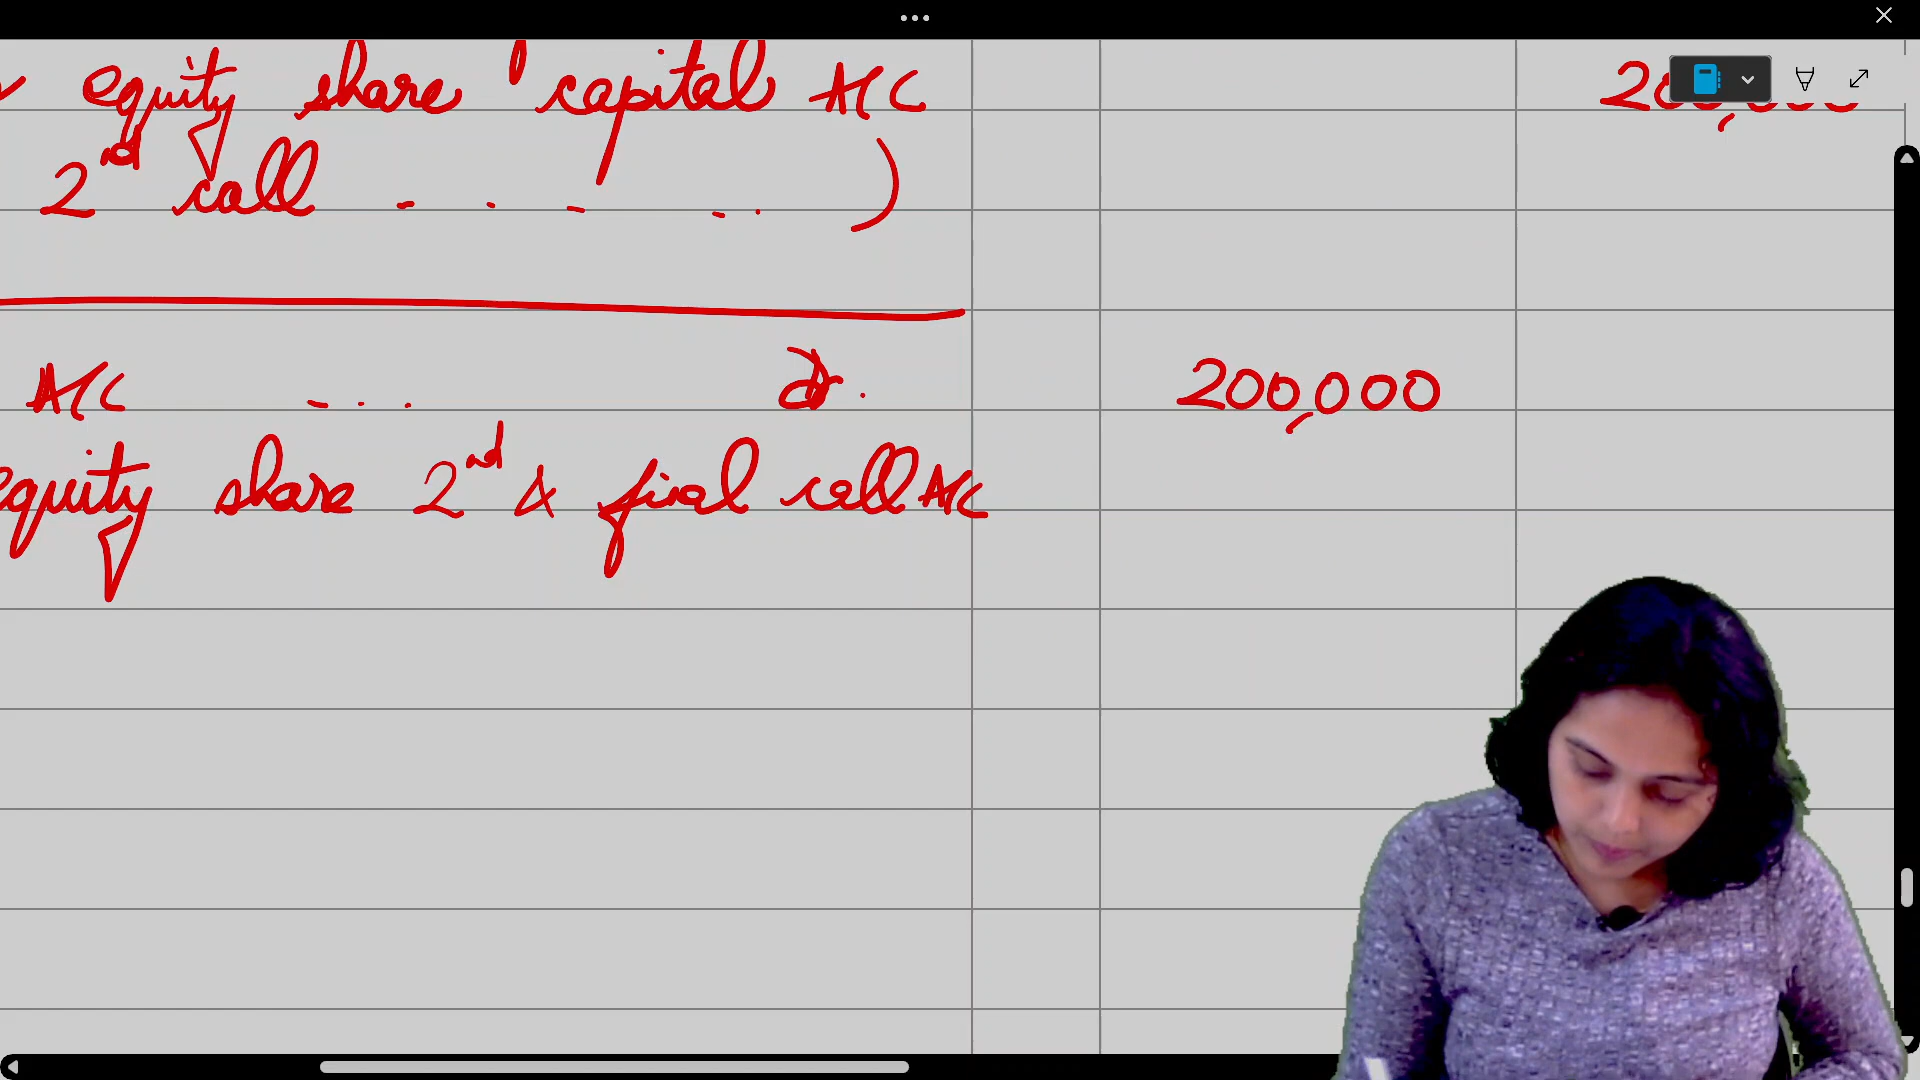 equity share capital A/C
2nd call - . - - . )
A/C - . . dr. 200,000
equity share 2nd & final call A/C